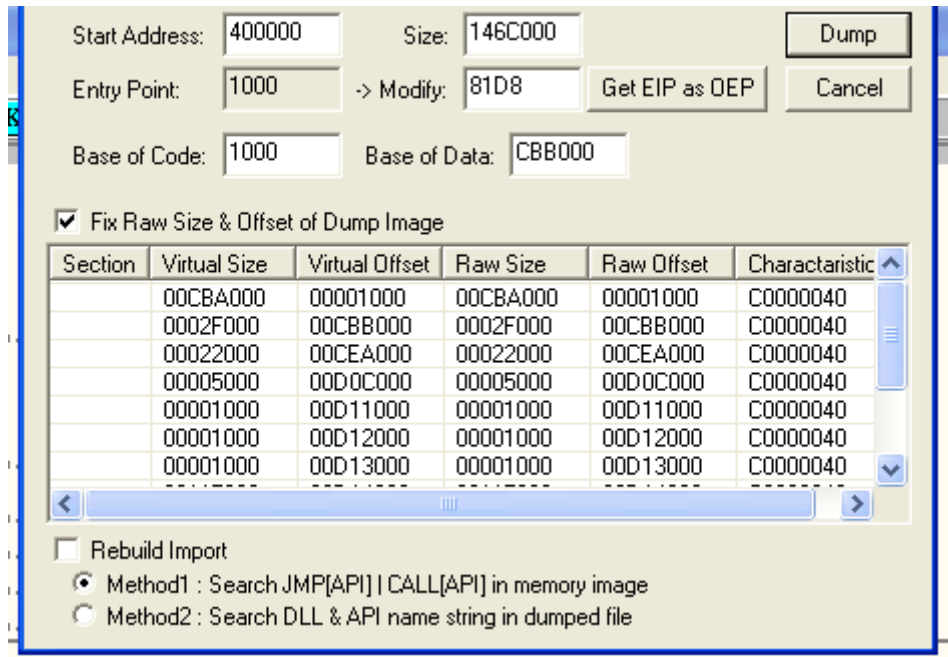 Start Address: 400000 Size: 146C000 Dump
Entry Point: 1000 -> Modify: 81D8 Get EIP as OEP Cancel
Base of Code: 1000 Base of Data: CBB000
Fix Raw Size & Offset of Dump Image
Section Virtual Size Virtual Offset Raw Size Raw Offset Charactaristic
00CBA000 00001000 00CBA000 00001000 C0000040
0002F000 00CBB000 0002F000 00CBB000 C0000040
00022000 00CEA000 00022000 00CEA000 C0000040
00005000 00D0C000 00005000 00D0C000 C0000040
00001000 00D11000 00001000 00D11000 C0000040
00001000 00D12000 00001000 00D12000 C0000040
00001000 00D13000 00001000 00D13000 C0000040
Rebuild Import
Method1 : Search JMP[API] | CALL[API] in memory image
Method2 : Search DLL & API name string in dumped file